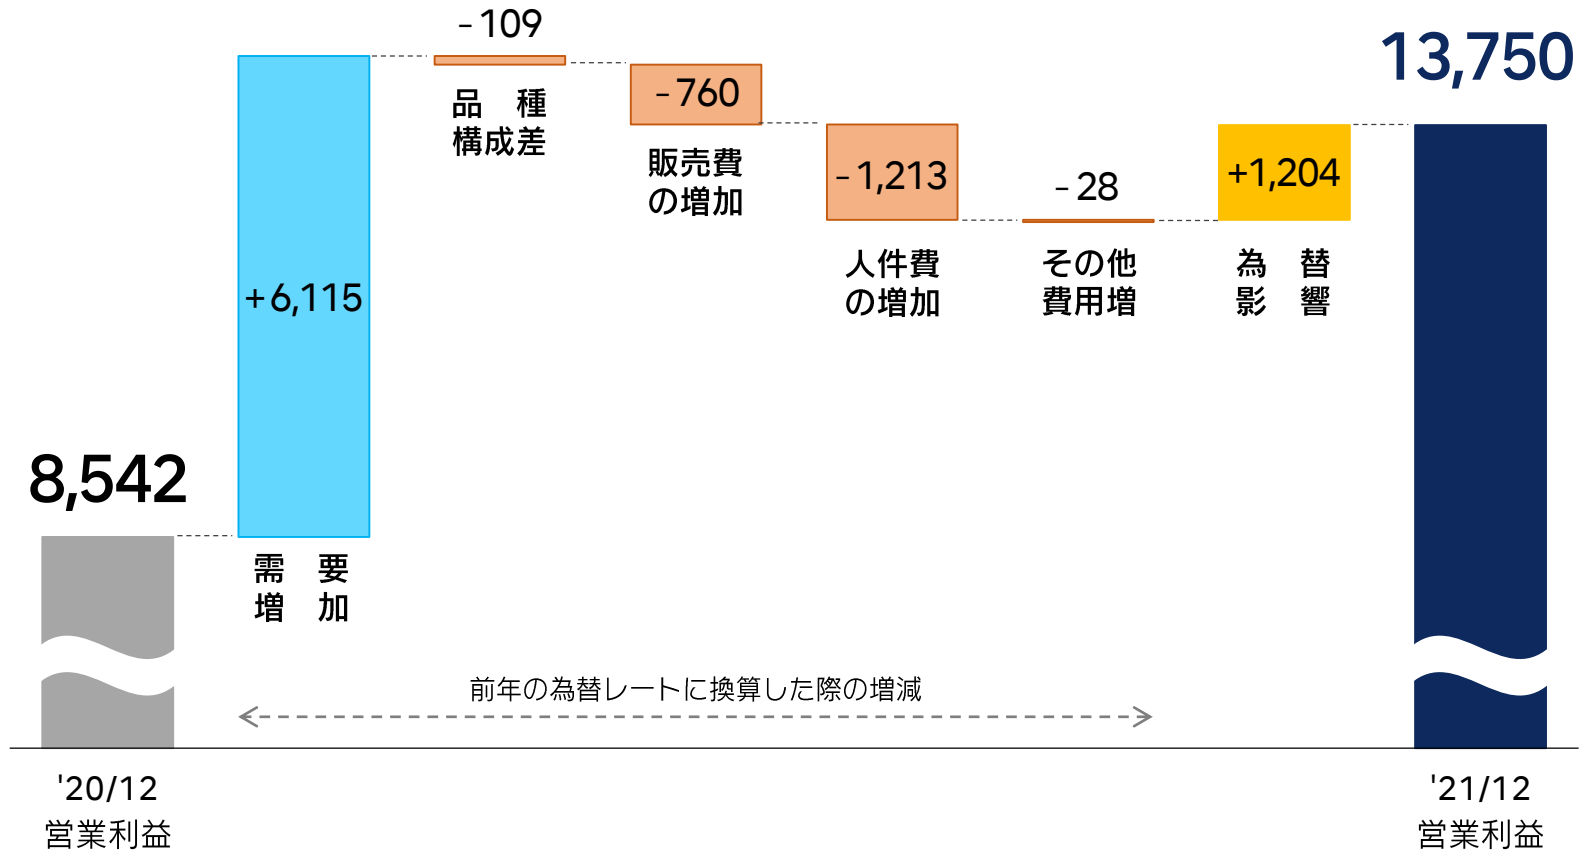 8,542
+6,115
需 要
増 加
-109
品 種
構成差
-760
販売費
の増加
-1,213
人件費
の増加
-28
その他
費用増
+1,204
為 替
影 響
13,750
前年の為替レートに換算した際の増減
'20/12
営業利益
'21/12
営業利益